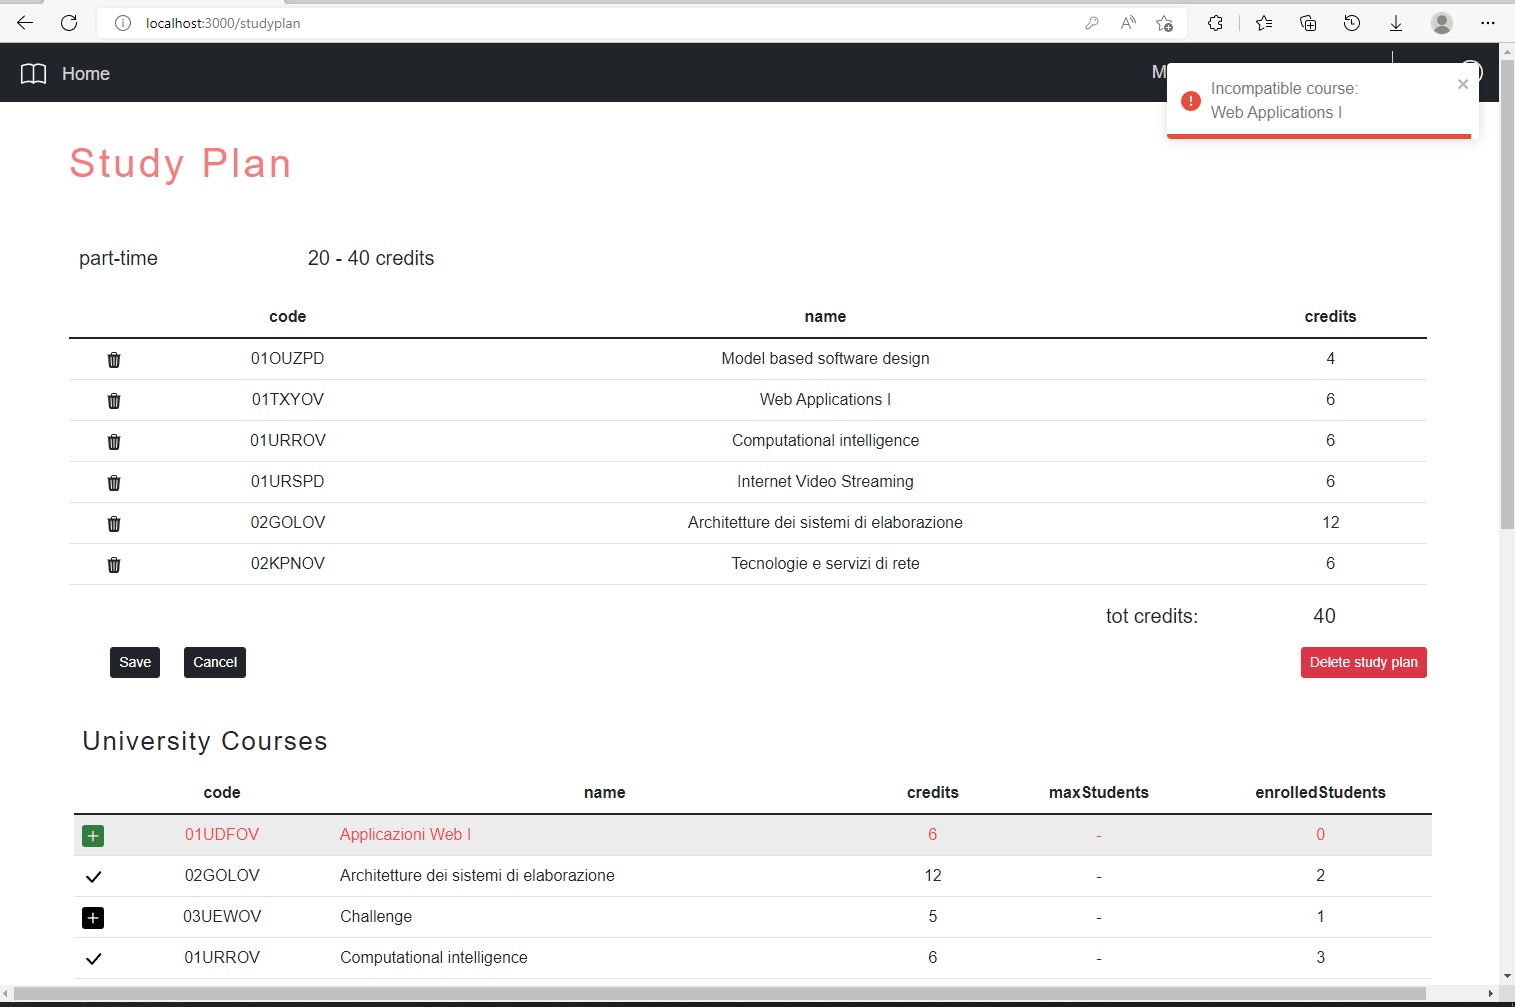 localhost:3000/studyplan
Home
Incompatible course:
Web Applications I
Study Plan
part-time 20 - 40 credits
code name credits
01OUZPD Model based software design 4
01TXYOV Web Applications I 6
01URROV Computational intelligence 6
01URSPD Internet Video Streaming 6
02GOLOV Architetture dei sistemi di elaborazione 12
02KPNOV Tecnologie e servizi di rete 6
tot credits: 40
Save Cancel Delete study plan
University Courses
code name credits maxStudents enrolledStudents
01UDFOV Applicazioni Web I 6 - 0
02GOLOV Architetture dei sistemi di elaborazione 12 - 2
03UEWOV Challenge 5 - 1
01URROV Computational intelligence 6 - 3